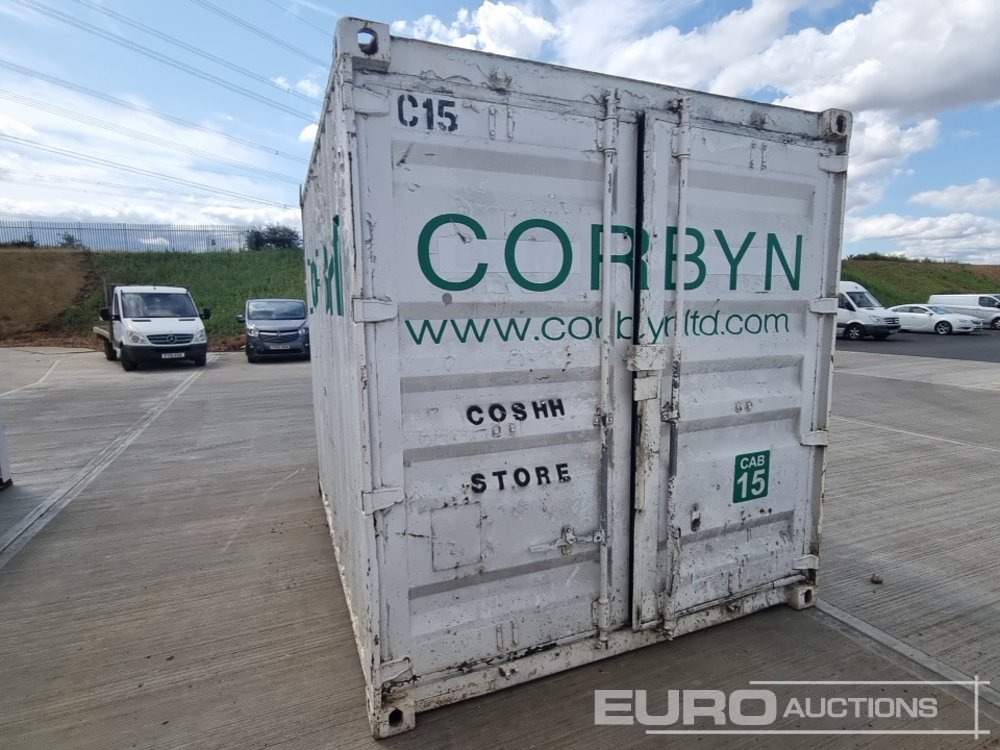 C15
CORBYN
www.corbynltd.com
COSHH
STORE
CAB
15
EURO AUCTIONS